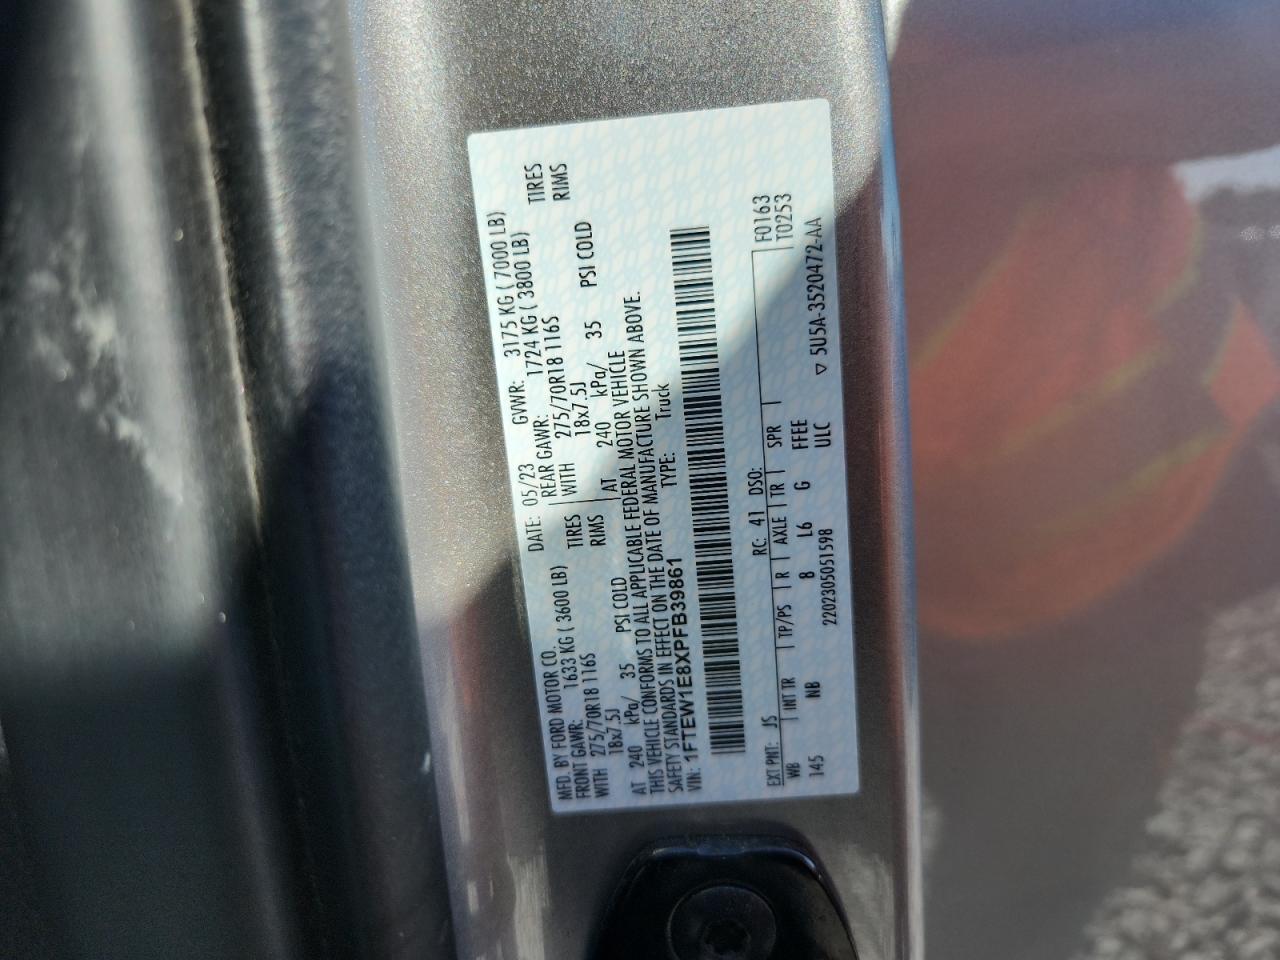 MFD. BY FORD MOTOR CO. DATE: 05/23 GVWR: 3175 KG ( 7000 LB)
FRONT GAWR: 1633 KG ( 3600 LB) REAR GAWR: 1724 KG ( 3800 LB)
WITH 275/70R18 116S TIRES WITH 275/70R18 116S TIRES
18x7.5J RIMS 18x7.5J RIMS
AT 240 kPa/ 35 PSI COLD AT 240 kPa/ 35 PSI COLD
THIS VEHICLE CONFORMS TO ALL APPLICABLE FEDERAL MOTOR VEHICLE
SAFETY STANDARDS IN EFFECT ON THE DATE OF MANUFACTURE SHOWN ABOVE.
VIN: 1FTEW1E8XPFB39861 TYPE: Truck
F0163
EXT PNT: JS RC: 41 DSO: T0253
WB INT TR TP/PS R AXLE TR SPR
145 NB 8 L6 G FFEE
2202305051598 ULC ▽ 5U5A-3520472-AA